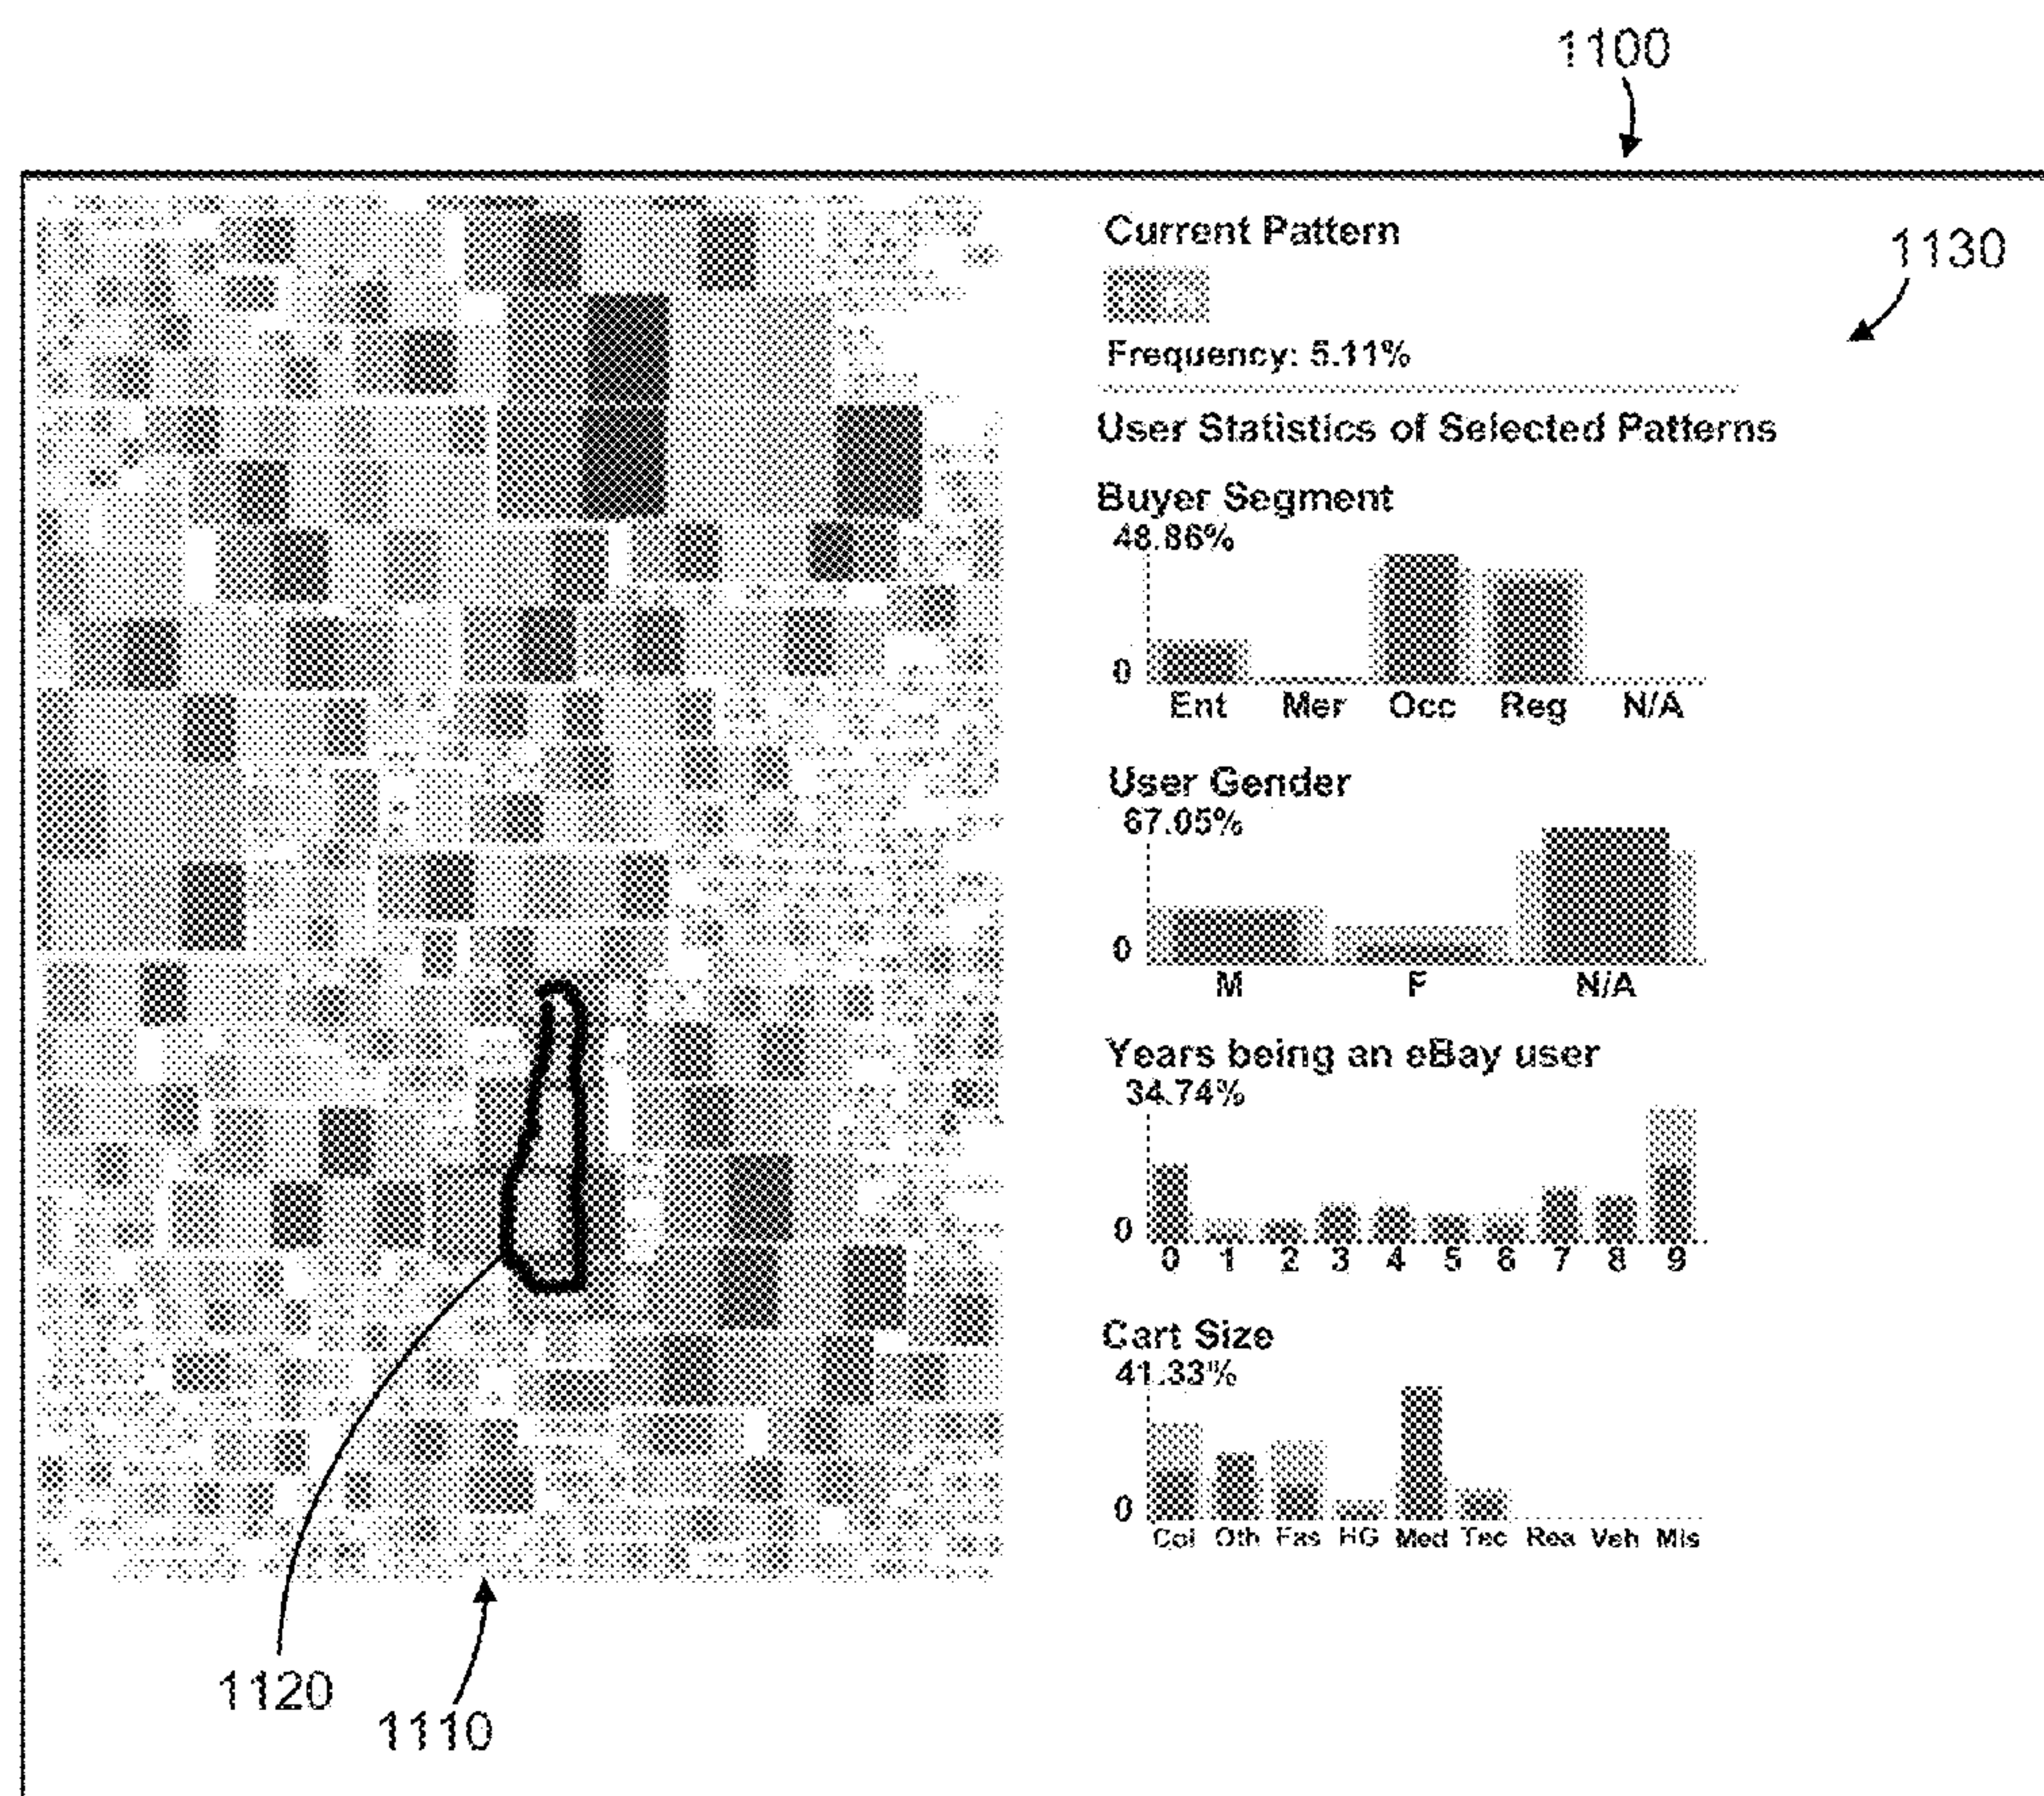 1100
1130
Current Pattern
Frequency: 5.11%
User Statistics of Selected Patterns
Buyer Segment
48.86%
0
Ent Mer Occ Reg N/A
User Gender
67.05%
0
M F N/A
Years being an eBay user
34.74%
0
0 1 2 3 4 5 6 7 8 9
Cart Size
41.33%
0
Col Oth Fas HG Med Tec Rea Veh Mis
1120
1110